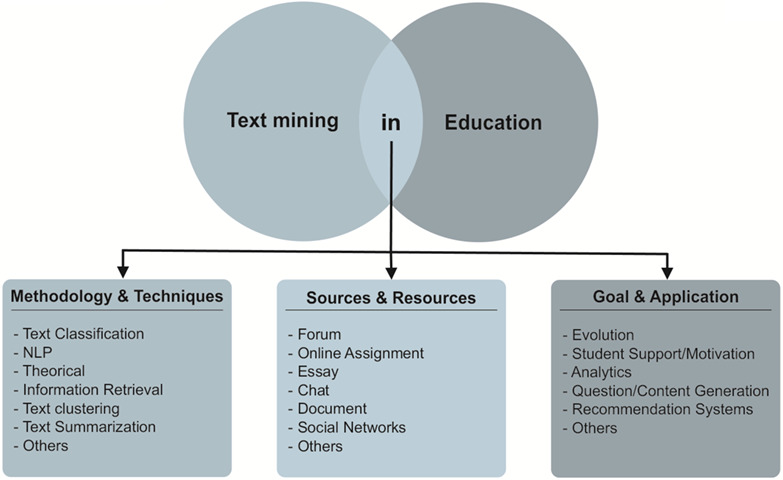 Text mining in Education
Methodology & Techniques
- Text Classification
- NLP
- Theorical
- Information Retrieval
- Text clustering
- Text Summarization
- Others
Sources & Resources
- Forum
- Online Assignment
- Essay
- Chat
- Document
- Social Networks
- Others
Goal & Application
- Evolution
- Student Support/Motivation
- Analytics
- Question/Content Generation
- Recommendation Systems
- Others